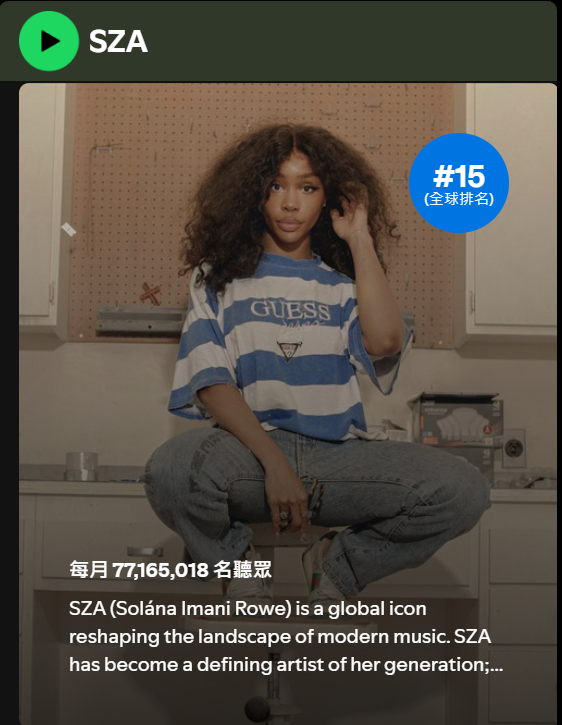 SZA
#15
(全球排名)
GUESS
每月 77,165,018 名聽眾
SZA (Solána Imani Rowe) is a global icon
reshaping the landscape of modern music. SZA
has become a defining artist of her generation;...